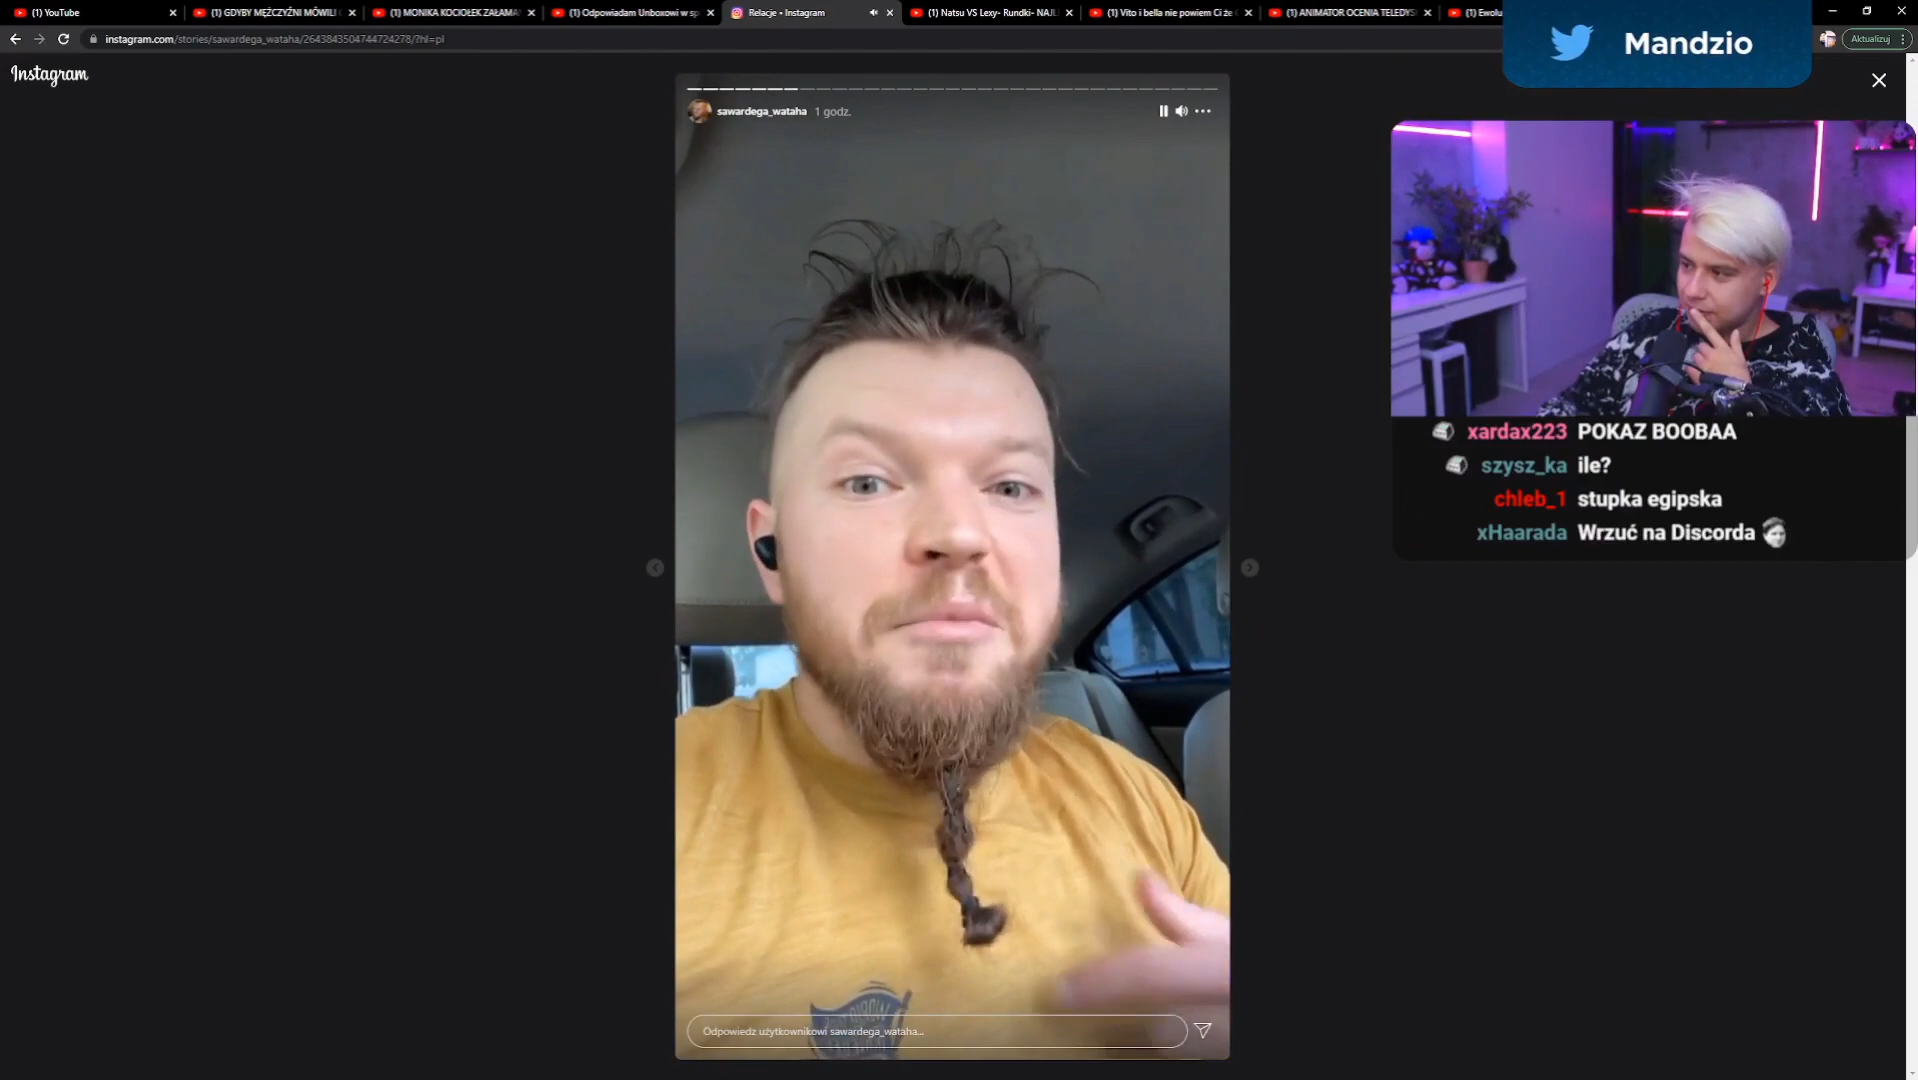 (1) YouTube
(1) GDYBY MĘŻCZYŹNI MÓWILI
(1) MONIKA KOCIOŁEK ZAŁAMA
(1) Odpowiadam Unboxowi w sp
Relacje • Instagram
(1) Natsu VS Lexy- Rundki- NAJL
(1) Vito i bella nie powiem Ci że
(1) ANIMATOR OCENIA TELEDYS
(1) Ewolu
instagram.com/stories/sawardega_wataha/2643843504744724278/?hl=pl
Aktualizuj
Mandzio
Instagram
sawardega_wataha 1 godz.
xardax223 POKAZ BOOBAA
szysz_ka ile?
chleb_1 stupka egipska
xHaarada Wrzuć na Discorda
Odpowiedz użytkownikowi sawardega_wataha...